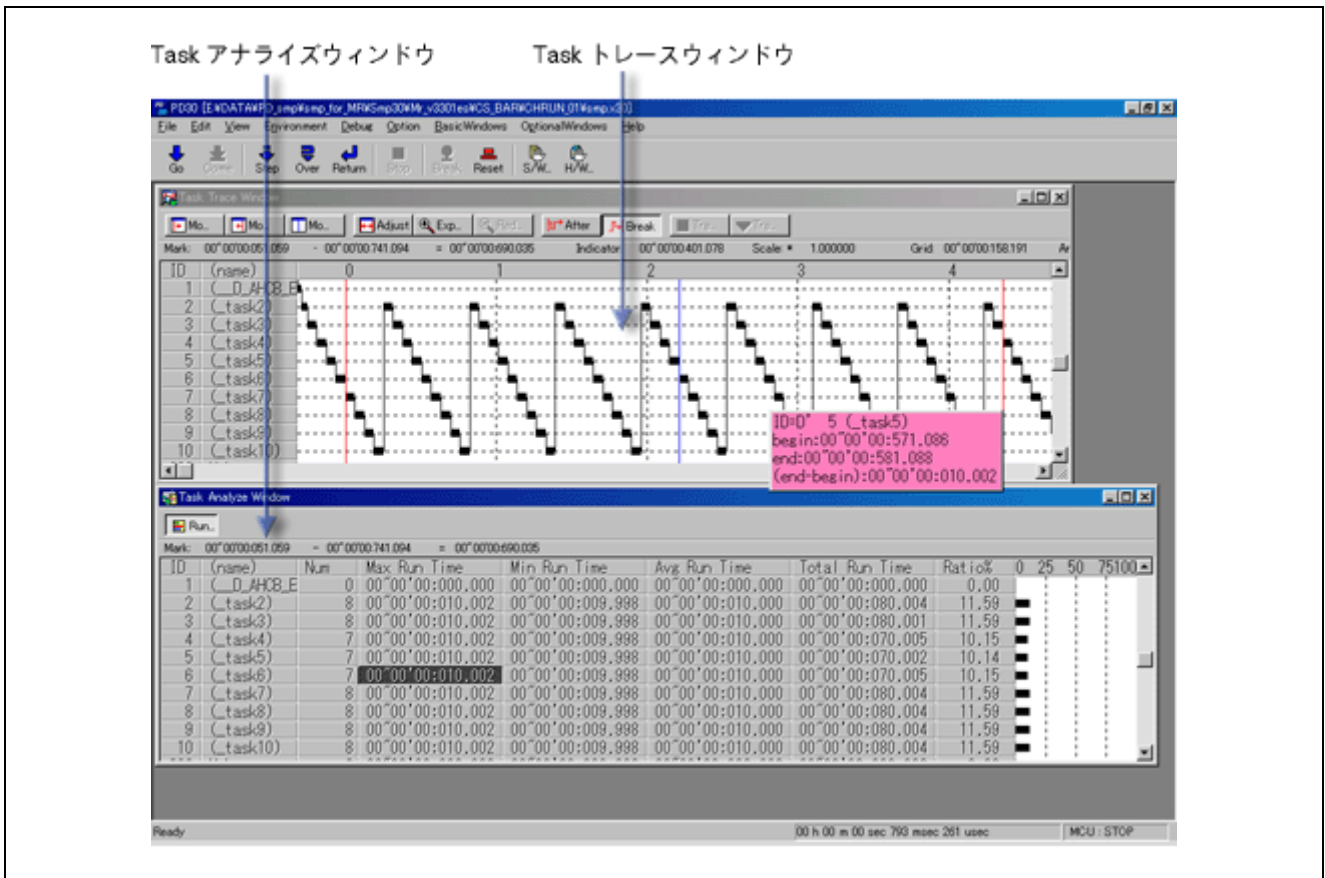 Task アナライズウィンドウ
Task トレースウィンドウ
File Edit View Environment Debug Option BasicWindows OptionalWindows Help
Go Come Step Over Return Stop Break Reset S/W.. H/W..
Task Trace Window
Mo.. Mo.. Mo.. Adjust Exp.. Red.. After Break Tra.. Tra..
Mark: 00"00'00:051.059 - 00"00'00:741.094 = 00"00'00:690.035 Indicator 00"00'00:401.078 Scale: * 1.000000 Grid 00"00'00:158.191 Ar
ID (name) 0 1 2 3 4
1 (__D_AHCB_E
2 (_task2)
3 (_task3)
4 (_task4)
5 (_task5)
6 (_task6)
7 (_task7)
8 (_task8)
9 (_task9)
10 (_task10)
ID=D' 5 (_task5)
begin:00"00'00:571.086
end:00"00'00:581.088
(end-begin):00"00'00:010.002
Task Analyze Window
Run..
Mark: 00"00'00:051.059 - 00"00'00:741.094 = 00"00'00:690.035
ID (name) Num Max Run Time Min Run Time Avg Run Time Total Run Time Ratio% 0 25 50 75100
1 (__D_AHCB_E 0 00"00'00:000.000 00"00'00:000.000 00"00'00:000.000 00"00'00:000.000 0.00
2 (_task2) 8 00"00'00:010.002 00"00'00:009.998 00"00'00:010.000 00"00'00:080.004 11.59
3 (_task3) 8 00"00'00:010.002 00"00'00:009.998 00"00'00:010.000 00"00'00:080.001 11.59
4 (_task4) 7 00"00'00:010.002 00"00'00:009.998 00"00'00:010.000 00"00'00:070.005 10.15
5 (_task5) 7 00"00'00:010.002 00"00'00:009.998 00"00'00:010.000 00"00'00:070.002 10.14
6 (_task6) 7 00"00'00:010.002 00"00'00:009.998 00"00'00:010.000 00"00'00:070.005 10.15
7 (_task7) 8 00"00'00:010.002 00"00'00:009.998 00"00'00:010.000 00"00'00:080.004 11.59
8 (_task8) 8 00"00'00:010.002 00"00'00:009.998 00"00'00:010.000 00"00'00:080.004 11.59
9 (_task9) 8 00"00'00:010.002 00"00'00:009.998 00"00'00:010.000 00"00'00:080.004 11.59
10 (_task10) 8 00"00'00:010.002 00"00'00:009.998 00"00'00:010.000 00"00'00:080.004 11.59
Ready 00 h 00 m 00 sec 793 msec 261 usec MCU : STOP